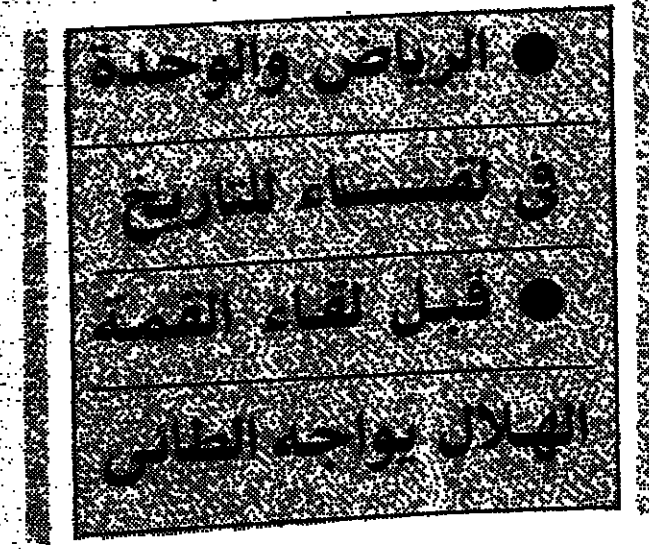 ● الرياض والوحدة
في لقاء للتاريخ
● قبل لقاء القمة
الهلال يواجه الطائي